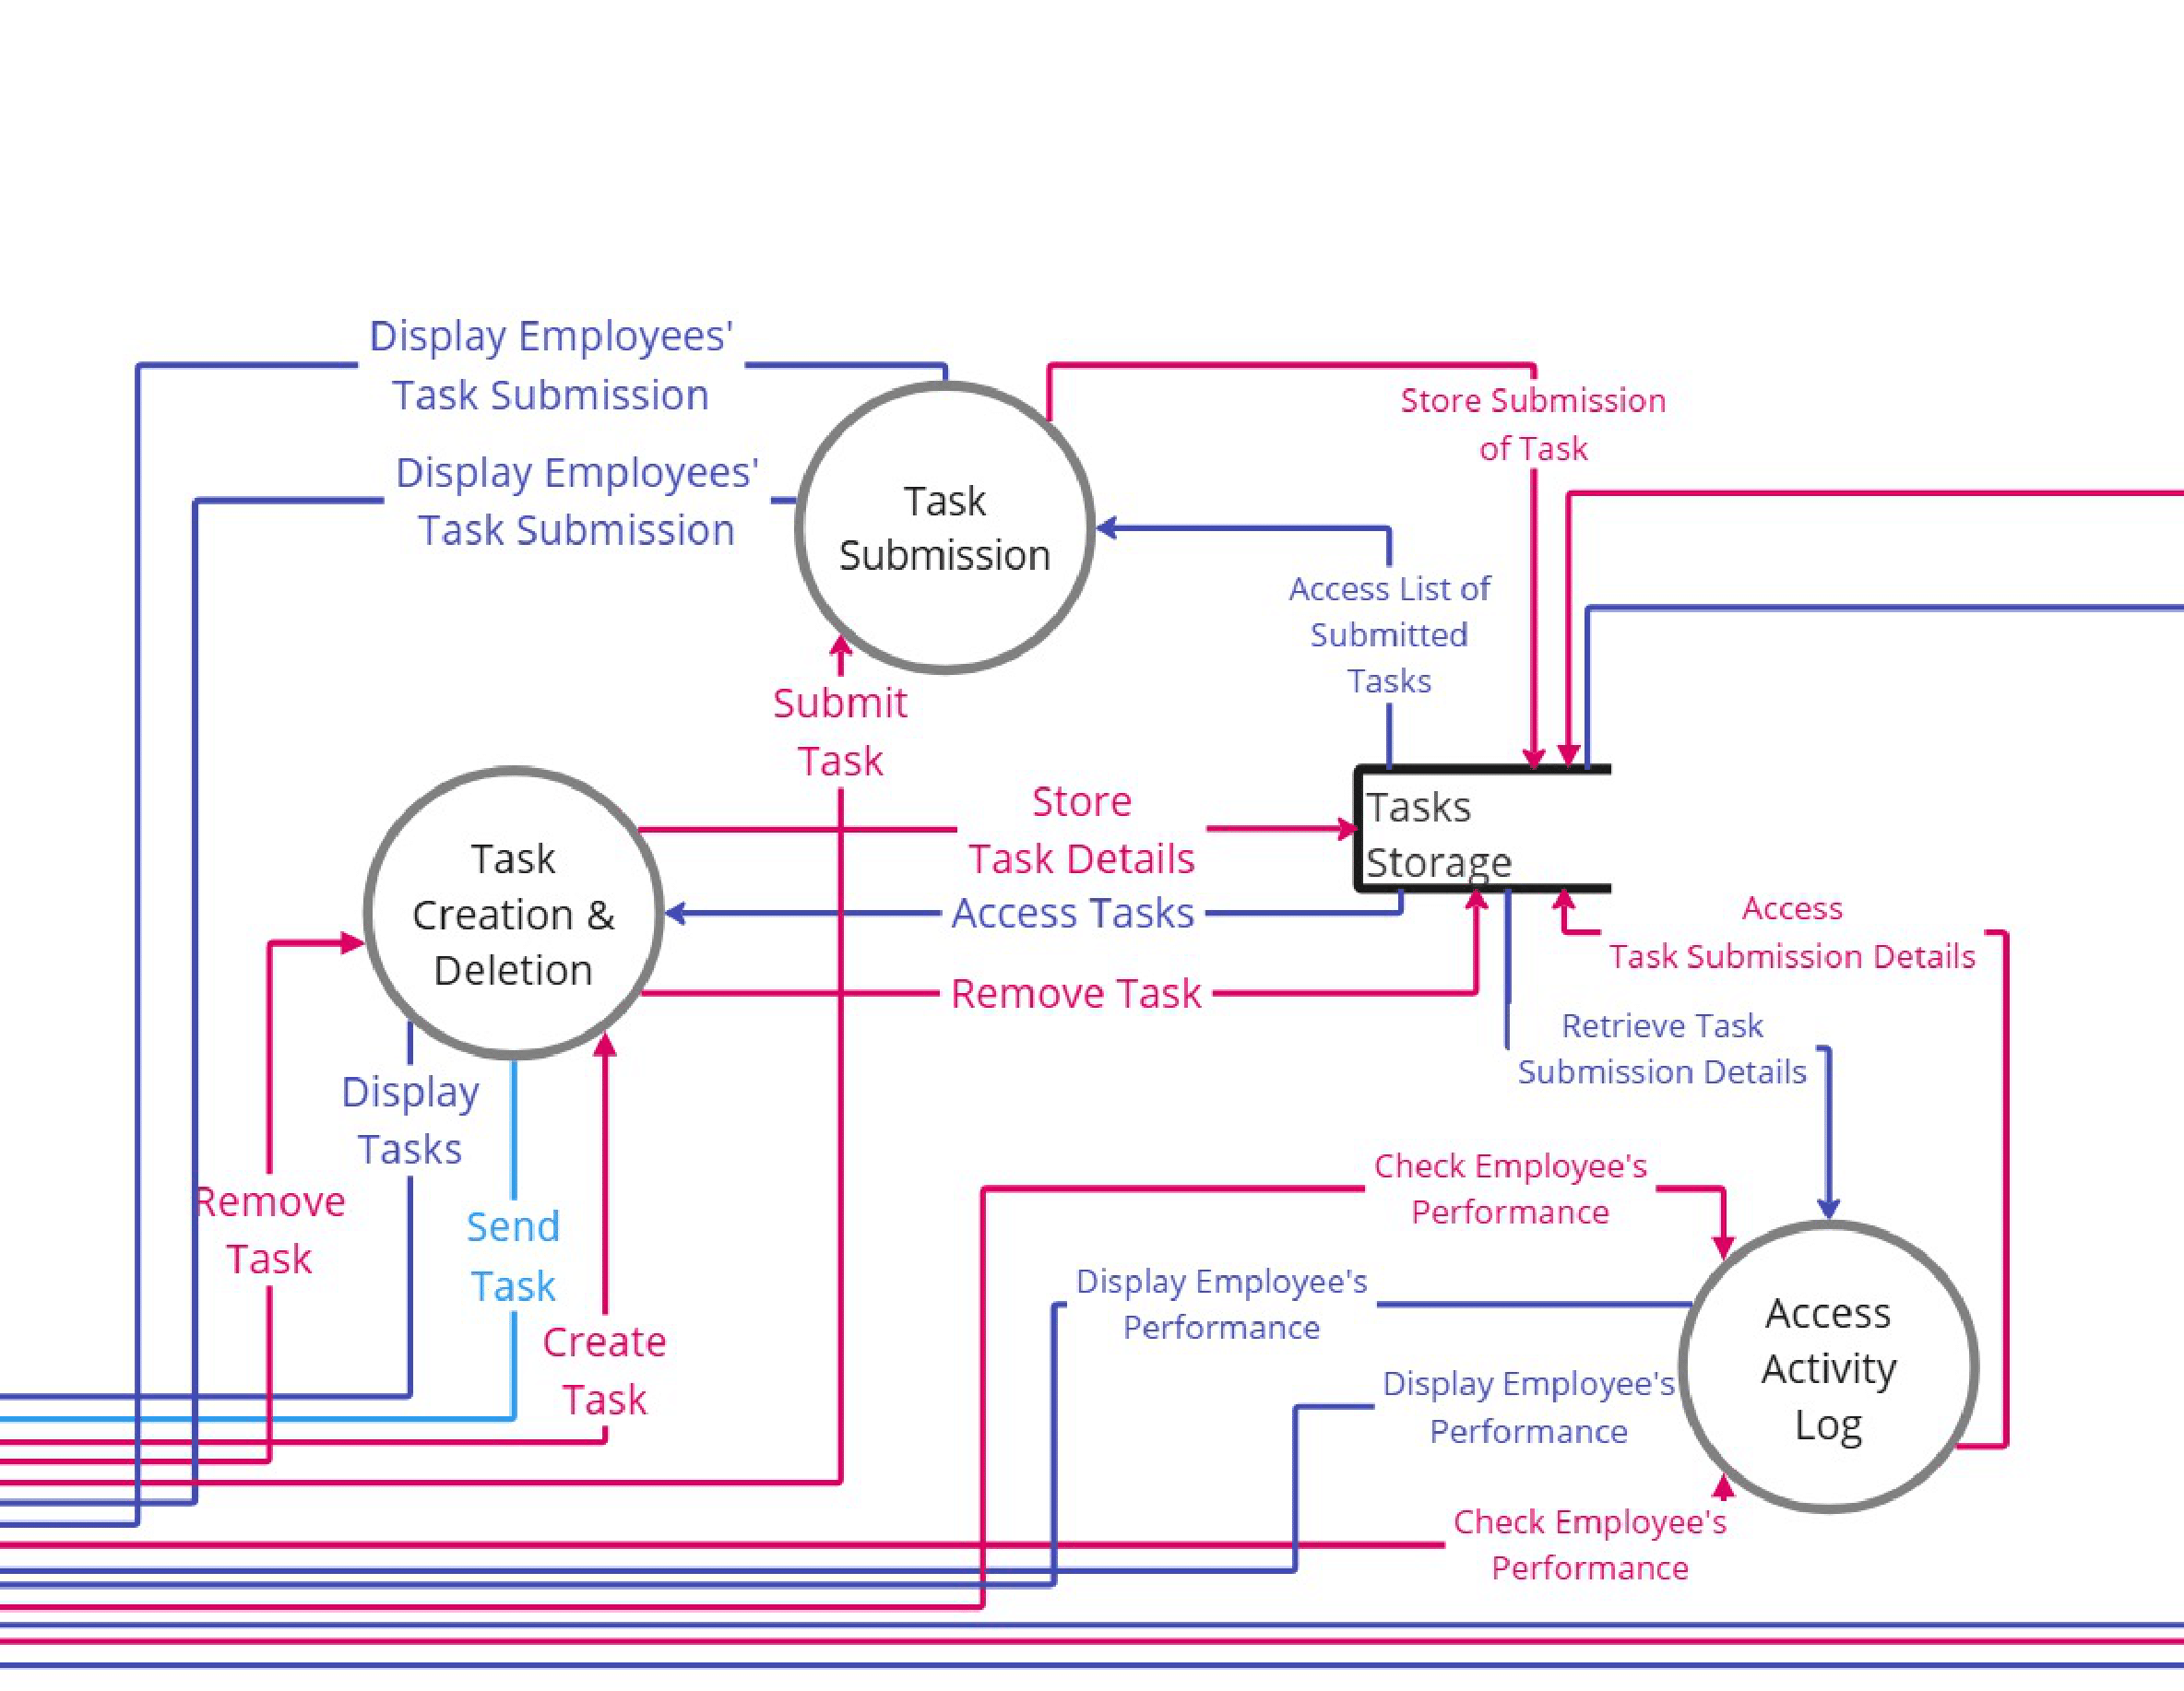 Display Employees'
Task Submission
Store Submission
of Task
Display Employees'
Task Submission
Task
Submission
Access List of
Submitted
Tasks
Submit
Task
Store
Task Details
Tasks
Storage
Task
Creation &
Deletion
Access Tasks
Access
Task Submission Details
Remove Task
Retrieve Task
Submission Details
Display
Tasks
Remove
Task
Send
Task
Create
Task
Check Employee's
Performance
Display Employee's
Performance
Access
Activity
Log
Display Employee's
Performance
Check Employee's
Performance